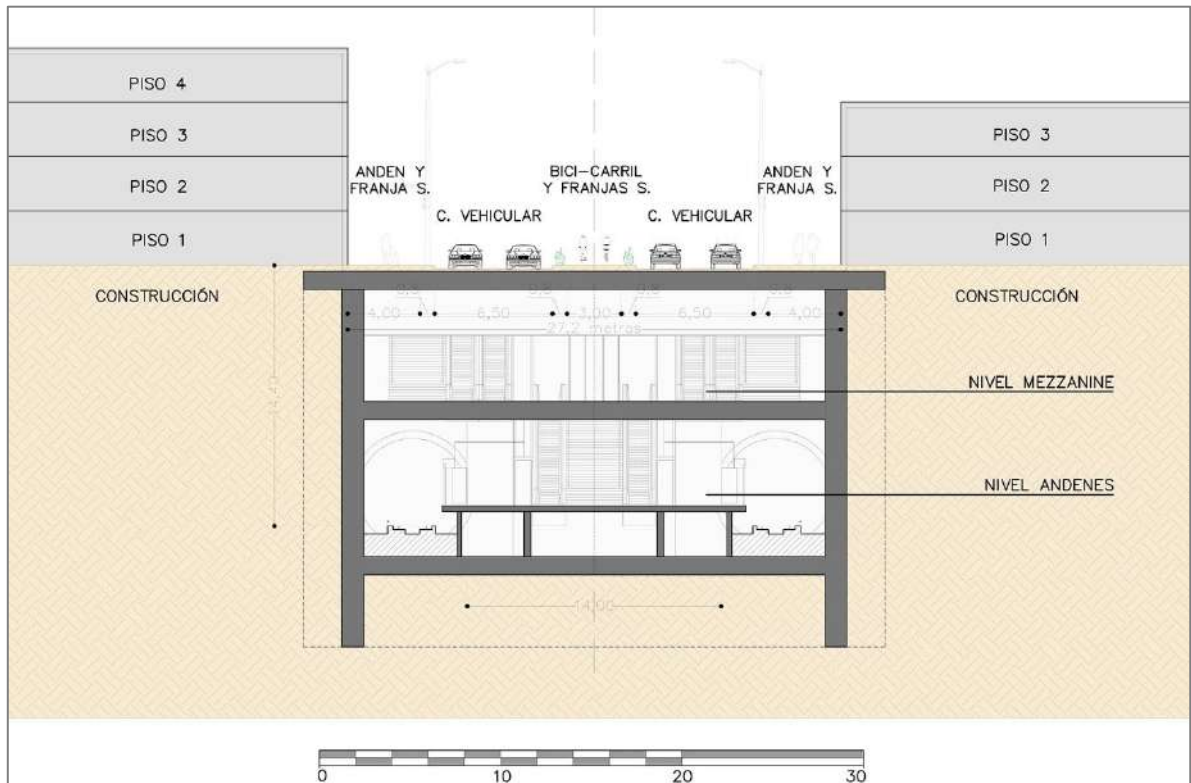 PISO 4
PISO 3
PISO 2
PISO 1
PISO 3
PISO 2
PISO 1
ANDEN Y
FRANJA S.
BICI-CARRIL
Y FRANJAS S.
ANDEN Y
FRANJA S.
C. VEHICULAR
C. VEHICULAR
CONSTRUCCIÓN
CONSTRUCCIÓN
4,00
6,50
3,00
6,50
4,00
27,2 metros
NIVEL MEZZANINE
NIVEL ANDENES
14,00
0
10
20
30